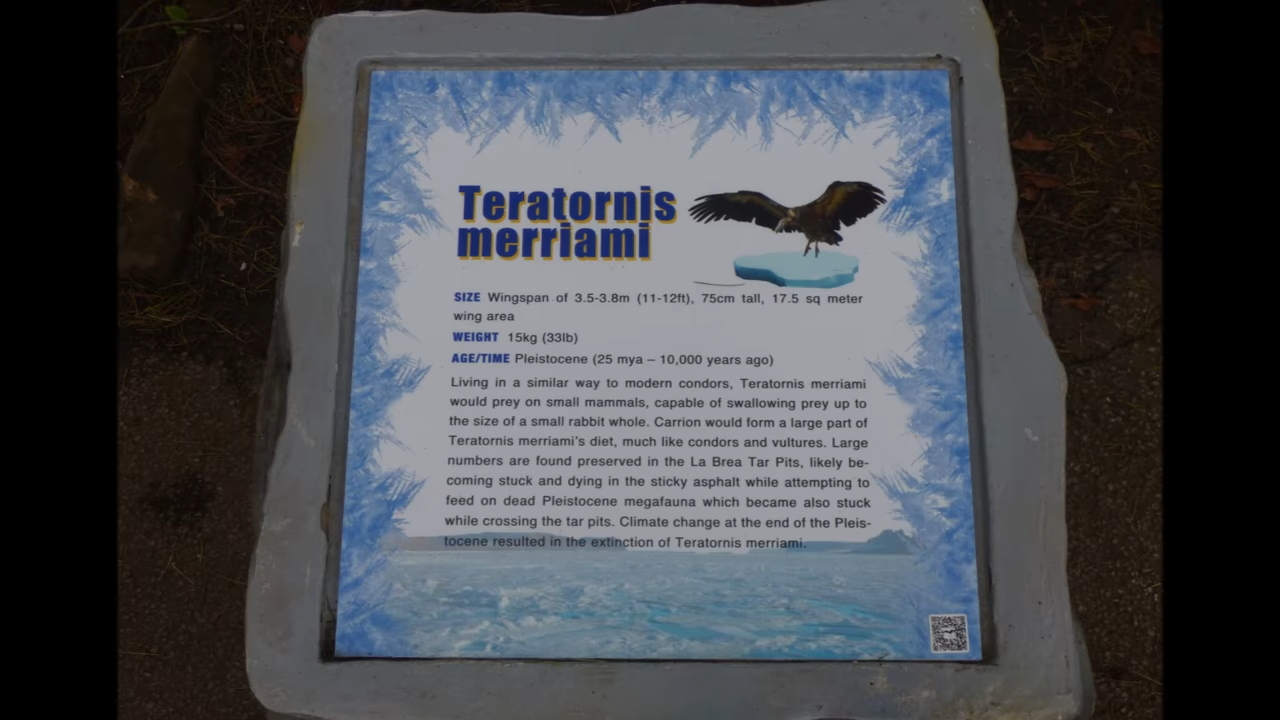 Teratornis
merriami
SIZE Wingspan of 3.5-3.8m (11-12ft), 75cm tall, 17.5 sq meter
wing area
WEIGHT 15kg (33lb)
AGE/TIME Pleistocene (25 mya – 10,000 years ago)
Living in a similar way to modern condors, Teratornis merriami
would prey on small mammals, capable of swallowing prey up to
the size of a small rabbit whole. Carrion would form a large part of
Teratornis merriami's diet, much like condors and vultures. Large
numbers are found preserved in the La Brea Tar Pits, likely be-
coming stuck and dying in the sticky asphalt while attempting to
feed on dead Pleistocene megafauna which became also stuck
while crossing the tar pits. Climate change at the end of the Pleis-
tocene resulted in the extinction of Teratornis merriami.